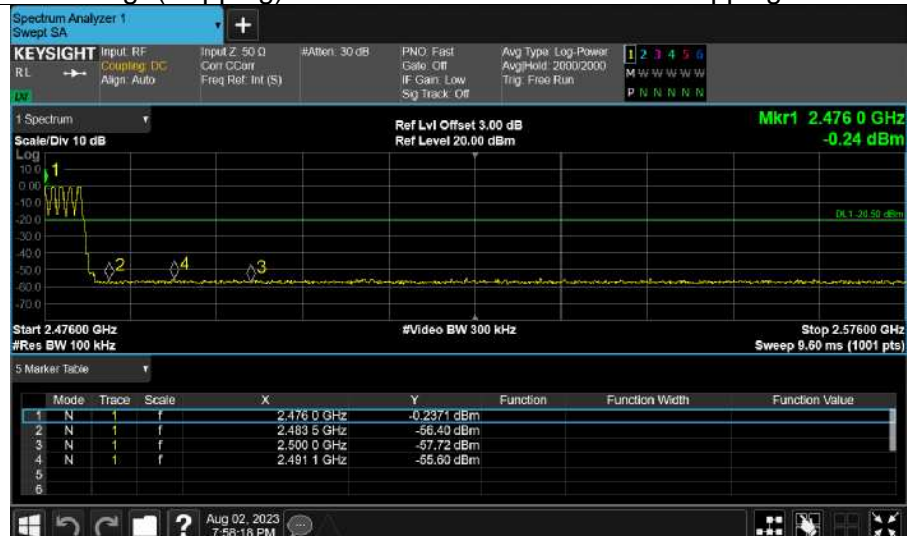 Spectrum Analyzer 1
Swept SA
+
KEYSIGHT Input: RF Input Z: 50 Ω #Atten: 30 dB PNO: Fast Avg Type: Log-Power 1 2 3 4 5 6
RL Coupling: DC Corr CCorr Gate: Off Avg|Hold: 2000/2000 M W W W W W
Align: Auto Freq Ref: Int (S) IF Gain: Low Trig: Free Run
Sig Track: Off P N N N N N
1 Spectrum Ref Lvl Offset 3.00 dB Mkr1 2.476 0 GHz
Scale/Div 10 dB Ref Level 20.00 dBm -0.24 dBm
Log
10.0 1
0.00
-10.0
-20.0 DL1 -20.50 dBm
-30.0
-40.0
-50.0 2 4 3
-60.0
-70.0
Start 2.47600 GHz #Video BW 300 kHz Stop 2.57600 GHz
#Res BW 100 kHz Sweep 9.60 ms (1001 pts)
5 Marker Table
Mode Trace Scale X Y Function Function Width Function Value
1 N 1 f 2.476 0 GHz -0.2371 dBm
2 N 1 f 2.483 5 GHz -56.40 dBm
3 N 1 f 2.500 0 GHz -57.72 dBm
4 N 1 f 2.491 1 GHz -55.60 dBm
5
6
? Aug 02, 2023
7:58:18 PM